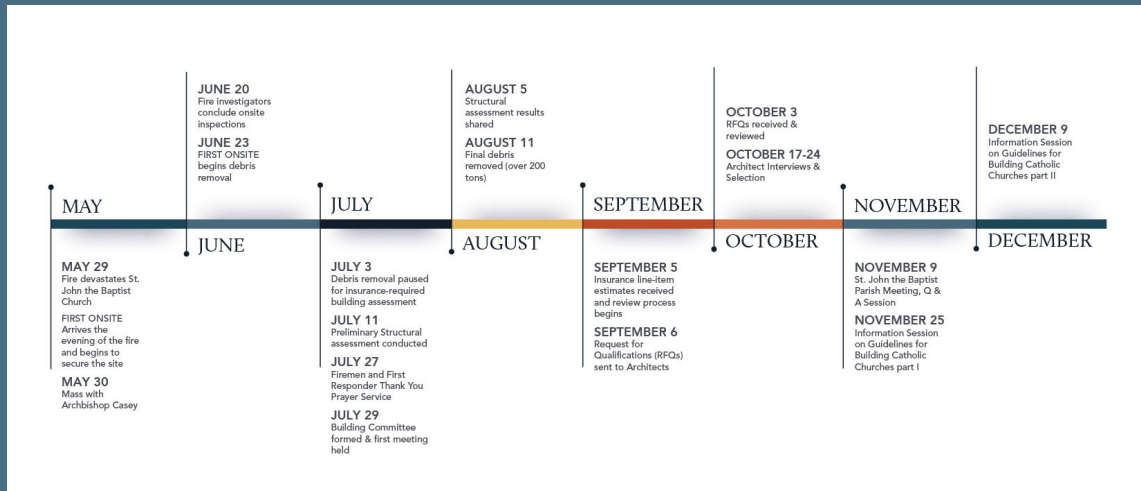 MAY
MAY 29
Fire devastates St.
John the Baptist
Church
FIRST ONSITE
Arrives the
evening of the fire
and begins to
secure the site
MAY 30
Mass with
Archbishop Casey
JUNE 20
Fire investigators
conclude onsite
inspections
JUNE 23
FIRST ONSITE
begins debris
removal
JUNE
JULY
JULY 3
Debris removal paused
for insurance-required
building assessment
JULY 11
Preliminary Structural
assessment conducted
JULY 27
Firemen and First
Responder Thank You
Prayer Service
JULY 29
Building Committee
formed & first meeting
held
AUGUST 5
Structural
assessment results
shared
AUGUST 11
Final debris
removed (over 200
tons)
AUGUST
SEPTEMBER
SEPTEMBER 5
Insurance line-item
estimates received
and review process
begins
SEPTEMBER 6
Request for
Qualifications (RFQs)
sent to Architects
OCTOBER 3
RFQs received &
reviewed
OCTOBER 17-24
Architect Interviews &
Selection
OCTOBER
NOVEMBER
NOVEMBER 9
St. John the Baptist
Parish Meeting, Q &
A Session
NOVEMBER 25
Information Session
on Guidelines for
Building Catholic
Churches part I
DECEMBER 9
Information Session
on Guidelines for
Building Catholic
Churches part II
DECEMBER